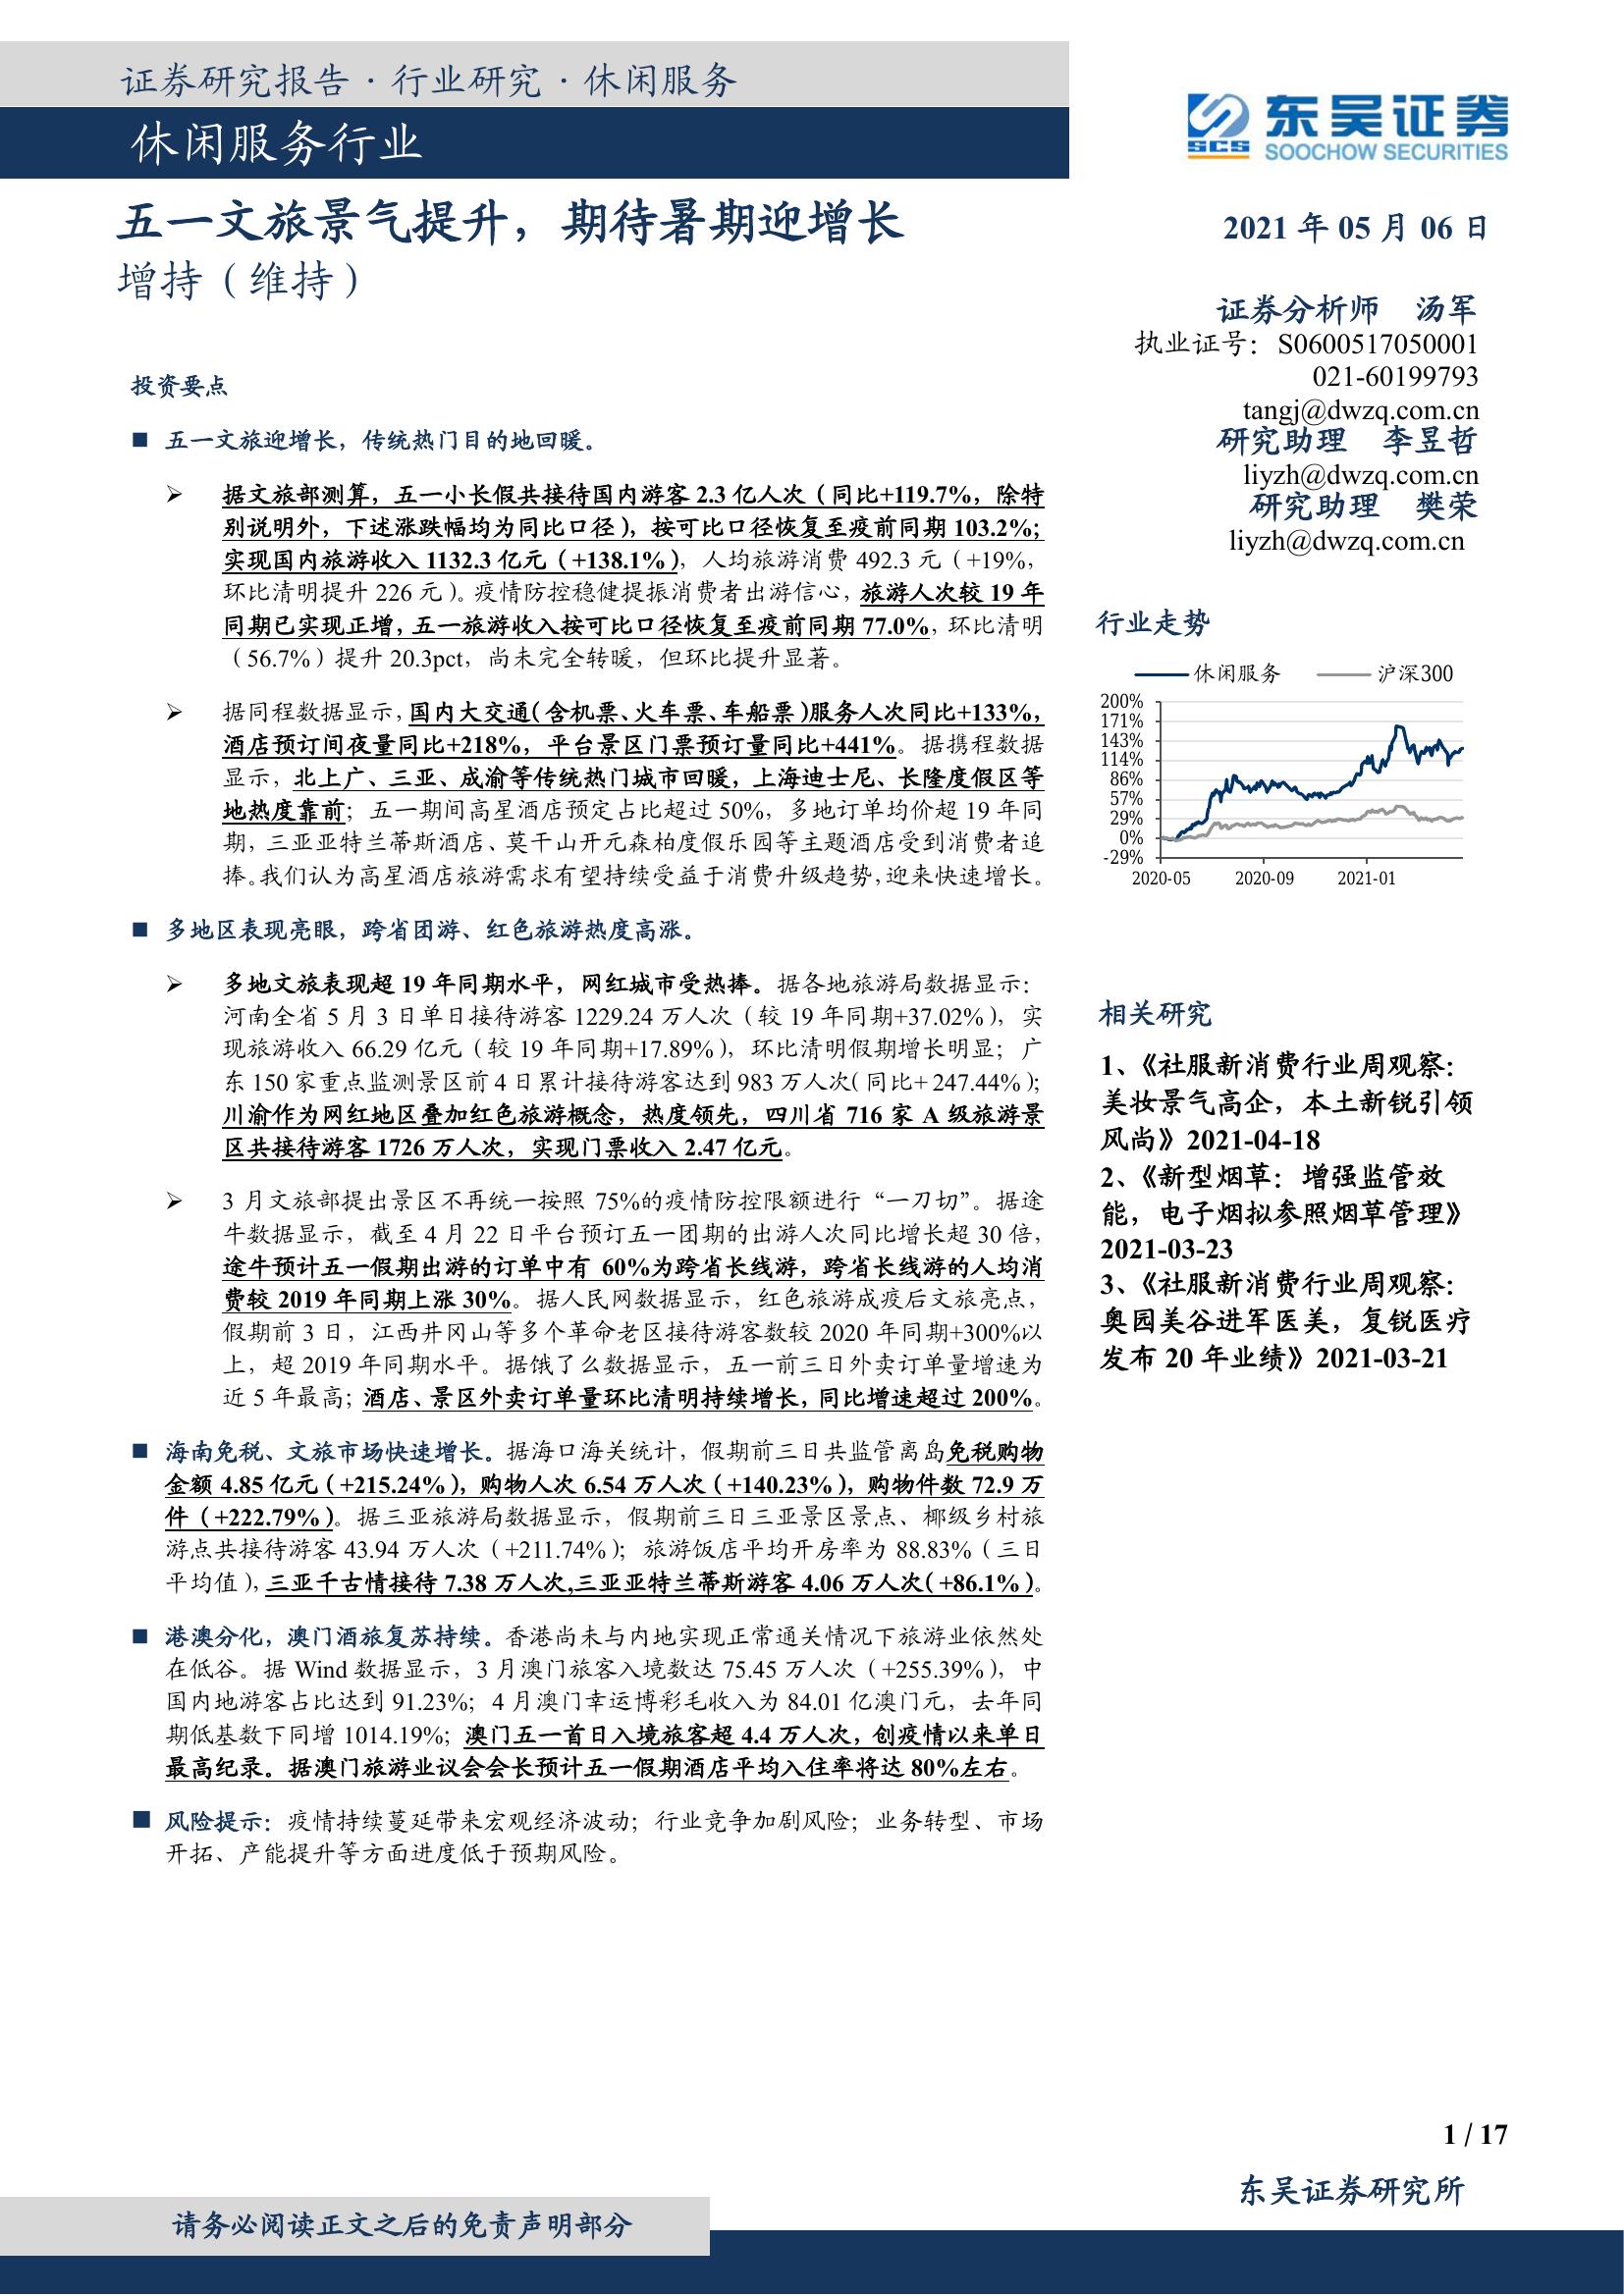 证券研究报告 · 行业研究 · 休闲服务
休闲服务行业
东吴证券
SCS
SOOCHOW SECURITIES
五一文旅景气提升，期待暑期迎增长
增持（维持）
2021 年 05 月 06 日
证券分析师 汤军
执业证号：S0600517050001
021-60199793
tangj@dwzq.com.cn
研究助理 李昱哲
liyzh@dwzq.com.cn
研究助理 樊荣
liyzh@dwzq.com.cn
投资要点
■ 五一文旅迎增长，传统热门目的地回暖。
➢ 据文旅部测算，五一小长假共接待国内游客 2.3 亿人次（同比+119.7%，除特
别说明外，下述涨跌幅均为同比口径），按可比口径恢复至疫前同期 103.2%；
实现国内旅游收入 1132.3 亿元（+138.1%），人均旅游消费 492.3 元（+19%，
环比清明提升 226 元）。疫情防控稳健提振消费者出游信心，旅游人次较 19 年
同期已实现正增，五一旅游收入按可比口径恢复至疫前同期 77.0%，环比清明
（56.7%）提升 20.3pct，尚未完全转暖，但环比提升显著。
➢ 据同程数据显示，国内大交通（含机票、火车票、车船票）服务人次同比+133%，
酒店预订间夜量同比+218%，平台景区门票预订量同比+441%。据携程数据
显示，北上广、三亚、成渝等传统热门城市回暖，上海迪士尼、长隆度假区等
地热度靠前；五一期间高星酒店预定占比超过 50%，多地订单均价超 19 年同
期，三亚亚特兰蒂斯酒店、莫干山开元森柏度假乐园等主题酒店受到消费者追
捧。我们认为高星酒店旅游需求有望持续受益于消费升级趋势，迎来快速增长。
■ 多地区表现亮眼，跨省团游、红色旅游热度高涨。
➢ 多地文旅表现超 19 年同期水平，网红城市受热捧。据各地旅游局数据显示：
河南全省 5 月 3 日单日接待游客 1229.24 万人次（较 19 年同期+37.02%），实
现旅游收入 66.29 亿元（较 19 年同期+17.89%），环比清明假期增长明显；广
东 150 家重点监测景区前 4 日累计接待游客达到 983 万人次（同比+ 247.44%）；
川渝作为网红地区叠加红色旅游概念，热度领先，四川省 716 家 A 级旅游景
区共接待游客 1726 万人次，实现门票收入 2.47 亿元。
➢ 3 月文旅部提出景区不再统一按照 75%的疫情防控限额进行“一刀切”。据途
牛数据显示，截至 4 月 22 日平台预订五一团期的出游人次同比增长超 30 倍，
途牛预计五一假期出游的订单中有 60%为跨省长线游，跨省长线游的人均消
费较 2019 年同期上涨 30%。据人民网数据显示，红色旅游成疫后文旅亮点，
假期前 3 日，江西井冈山等多个革命老区接待游客数较 2020 年同期+300%以
上，超 2019 年同期水平。据饿了么数据显示，五一前三日外卖订单量增速为
近 5 年最高；酒店、景区外卖订单量环比清明持续增长，同比增速超过 200%。
■ 海南免税、文旅市场快速增长。据海口海关统计，假期前三日共监管离岛免税购物
金额 4.85 亿元（+215.24%），购物人次 6.54 万人次（+140.23%），购物件数 72.9 万
件（+222.79%）。据三亚旅游局数据显示，假期前三日三亚景区景点、椰级乡村旅
游点共接待游客 43.94 万人次（+211.74%）；旅游饭店平均开房率为 88.83%（三日
平均值），三亚千古情接待 7.38 万人次,三亚亚特兰蒂斯游客 4.06 万人次（+86.1%）。
■ 港澳分化，澳门酒旅复苏持续。香港尚未与内地实现正常通关情况下旅游业依然处
在低谷。据 Wind 数据显示，3 月澳门旅客入境数达 75.45 万人次（+255.39%），中
国内地游客占比达到 91.23%；4 月澳门幸运博彩毛收入为 84.01 亿澳门元，去年同
期低基数下同增 1014.19%；澳门五一首日入境旅客超 4.4 万人次，创疫情以来单日
最高纪录。据澳门旅游业议会会长预计五一假期酒店平均入住率将达 80%左右。
■ 风险提示：疫情持续蔓延带来宏观经济波动；行业竞争加剧风险；业务转型、市场
开拓、产能提升等方面进度低于预期风险。
行业走势
休闲服务 沪深300
200%
171%
143%
114%
86%
57%
29%
0%
-29%
2020-05 2020-09 2021-01
相关研究
1、《社服新消费行业周观察：
美妆景气高企，本土新锐引领
风尚》2021-04-18
2、《新型烟草：增强监管效
能，电子烟拟参照烟草管理》
2021-03-23
3、《社服新消费行业周观察：
奥园美谷进军医美，复锐医疗
发布 20 年业绩》2021-03-21
1 / 17
东吴证券研究所
请务必阅读正文之后的免责声明部分